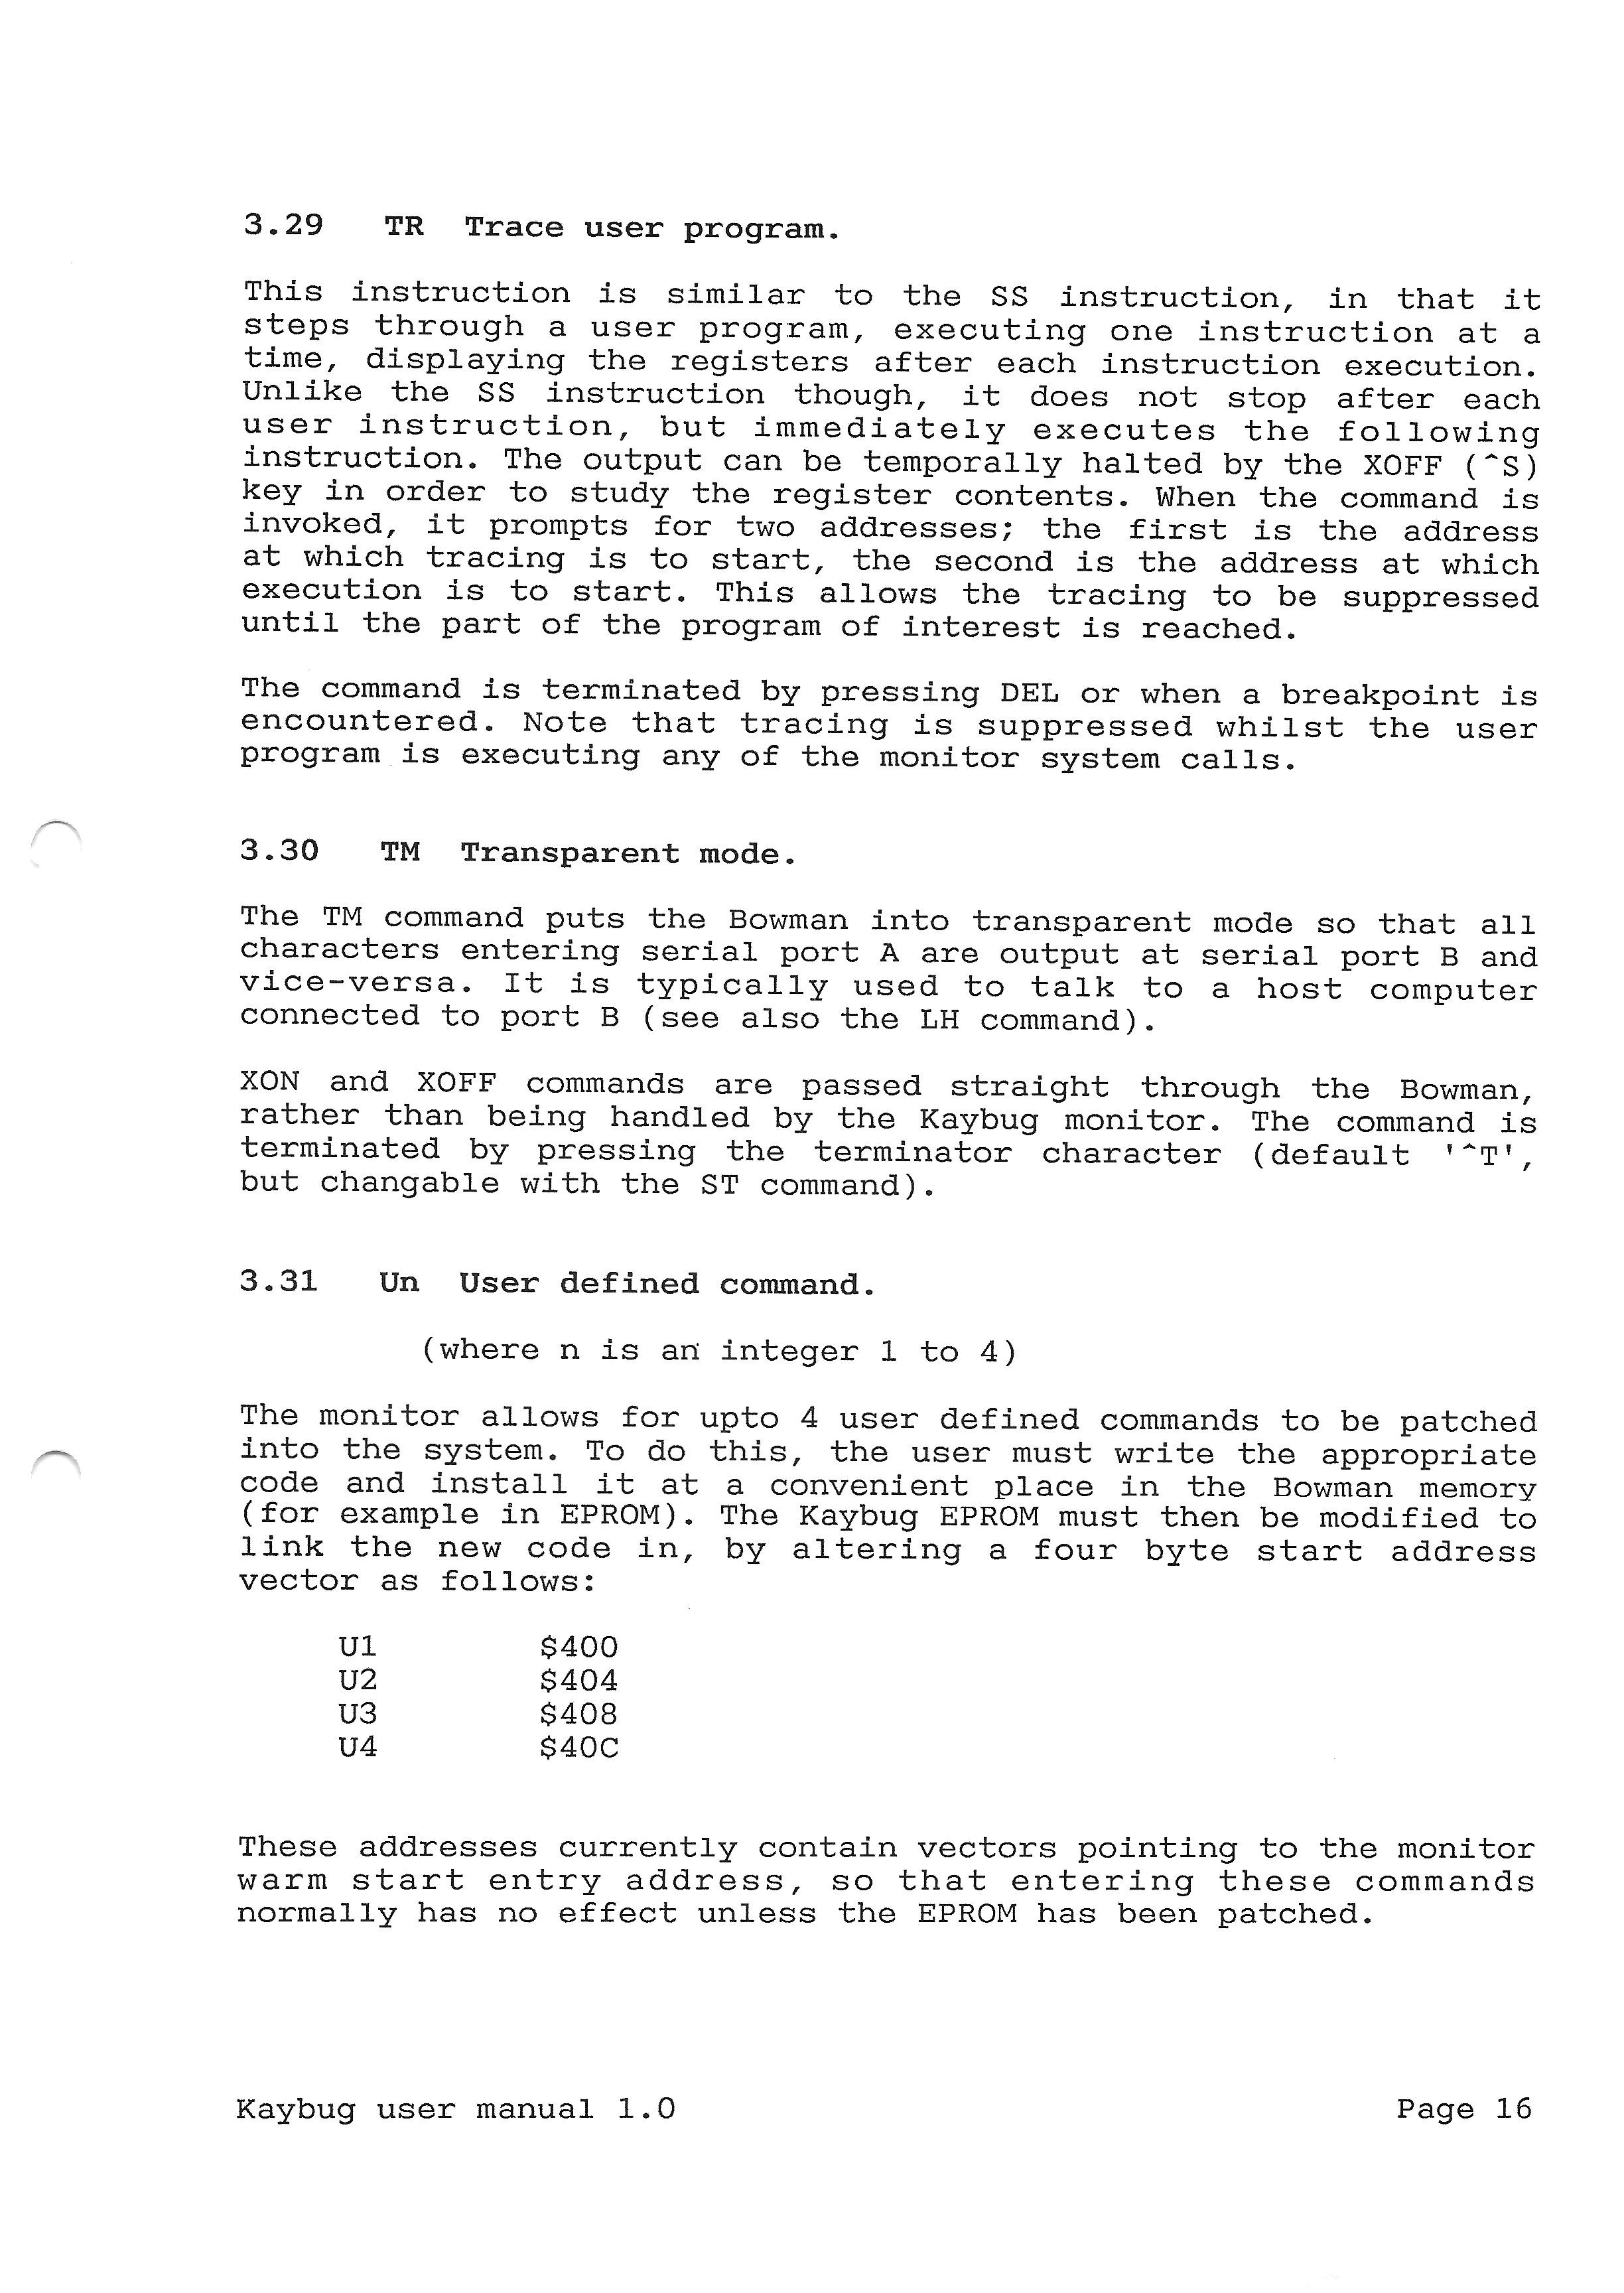 3.29 TR Trace user program.
This instruction is similar to the SS instruction, in that it
steps through a user program, executing one instruction at a
time, displaying the registers after each instruction execution.
Unlike the SS instruction though, it does not stop after each
user instruction, but immediately executes the following
instruction. The output can be temporally halted by the XOFF (^S)
key in order to study the register contents. When the command is
invoked, it prompts for two addresses; the first is the address
at which tracing is to start, the second is the address at which
execution is to start. This allows the tracing to be suppressed
until the part of the program of interest is reached.
The command is terminated by pressing DEL or when a breakpoint is
encountered. Note that tracing is suppressed whilst the user
program is executing any of the monitor system calls.
3.30 TM Transparent mode.
The TM command puts the Bowman into transparent mode so that all
characters entering serial port A are output at serial port B and
vice-versa. It is typically used to talk to a host computer
connected to port B (see also the LH command).
XON and XOFF commands are passed straight through the Bowman,
rather than being handled by the Kaybug monitor. The command is
terminated by pressing the terminator character (default '^T',
but changable with the ST command).
3.31 Un User defined command.
(where n is an integer 1 to 4)
The monitor allows for upto 4 user defined commands to be patched
into the system. To do this, the user must write the appropriate
code and install it at a convenient place in the Bowman memory
(for example in EPROM). The Kaybug EPROM must then be modified to
link the new code in, by altering a four byte start address
vector as follows:
U1 $400
U2 $404
U3 $408
U4 $40C
These addresses currently contain vectors pointing to the monitor
warm start entry address, so that entering these commands
normally has no effect unless the EPROM has been patched.
Kaybug user manual 1.0 Page 16